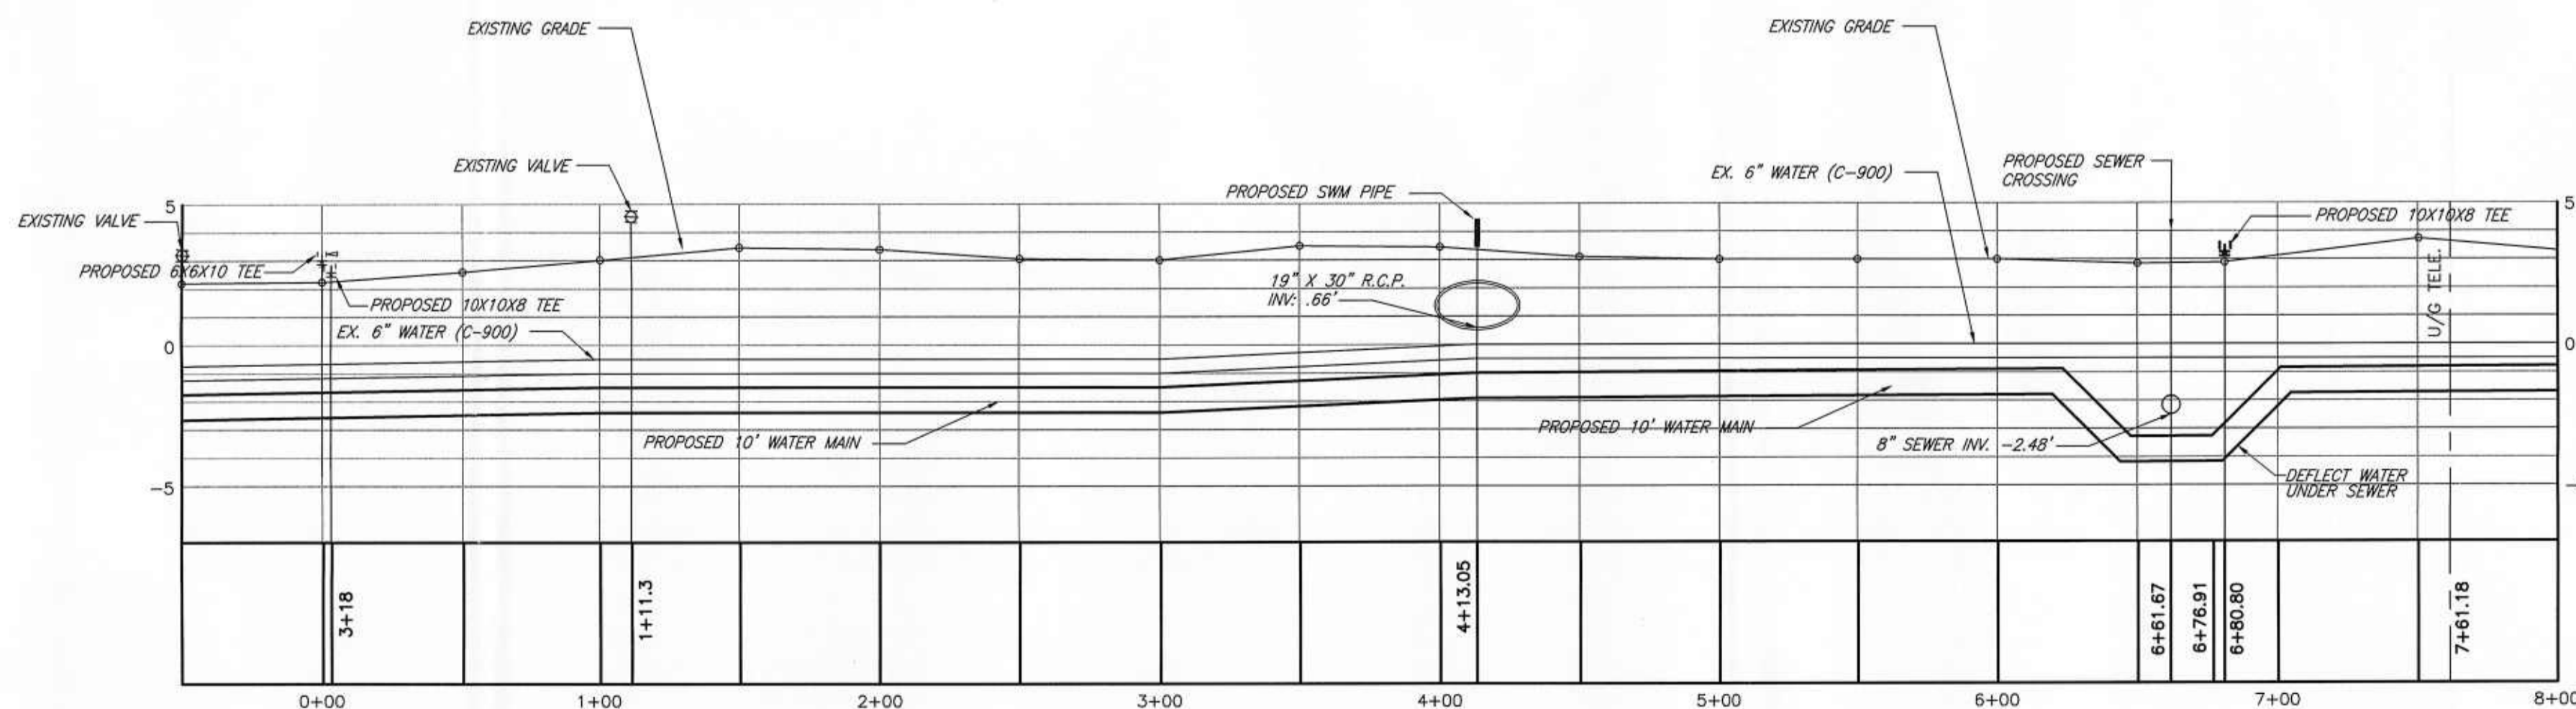 EXISTING GRADE
EXISTING GRADE
EXISTING VALVE
EX. 6" WATER (C-900)
PROPOSED SEWER
CROSSING
PROPOSED SWM PIPE
5
5
EXISTING VALVE
PROPOSED 10X10X8 TEE
PROPOSED 6X6X10 TEE
19" X 30" R.C.P.
INV: .66'
PROPOSED 10X10X8 TEE
U/G TELE.
EX. 6" WATER (C-900)
0
0
PROPOSED 10' WATER MAIN
PROPOSED 10' WATER MAIN
8" SEWER INV. -2.48'
DEFLECT WATER
UNDER SEWER
-5
-
3+18
1+11.3
4+13.05
6+61.67
6+76.91
6+80.80
7+61.18
0+00
1+00
2+00
3+00
4+00
5+00
6+00
7+00
8+00